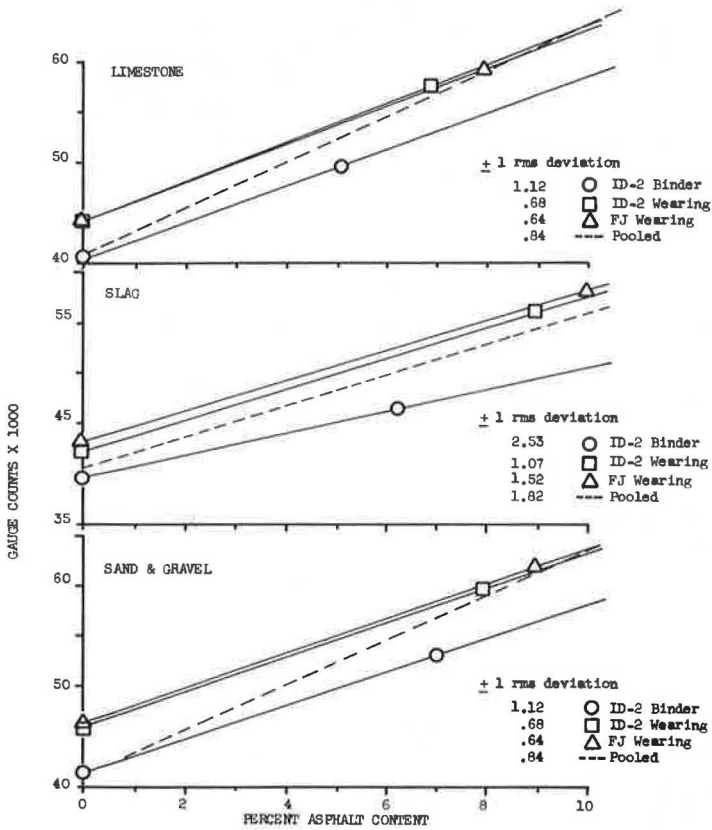 60
LIMESTONE
50
40
± 1 rms deviation
1.12 ID-2 Binder
.68 ID-2 Wearing
.64 FJ Wearing
.84 Pooled
SLAG
55
45
35
± 1 rms deviation
2.53 ID-2 Binder
1.07 ID-2 Wearing
1.52 FJ Wearing
1.82 Pooled
GAUGE COUNTS X 1000
SAND & GRAVEL
60
50
40
± 1 rms deviation
1.12 ID-2 Binder
.68 ID-2 Wearing
.64 FJ Wearing
.84 Pooled
0 2 4 6 8 10
PERCENT ASPHALT CONTENT